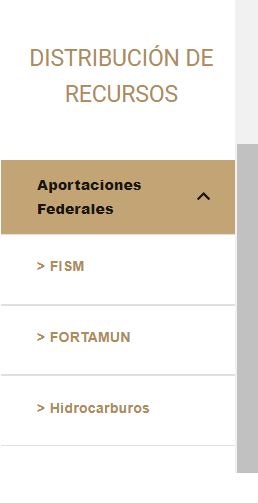 DISTRIBUCIÓN DE
RECURSOS
Aportaciones
Federales
> FISM
> FORTAMUN
> Hidrocarburos